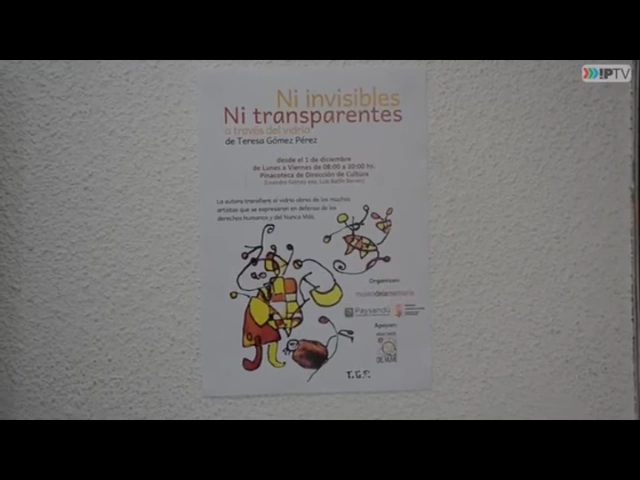 IPTV
Ni invisibles
Ni transparentes
a través del vidrio
de Teresa Gómez Pérez
desde el 1 de diciembre
de Lunes a Viernes de 08:00 a 20:00 hs.
Pinacoteca de Dirección de Cultura
La autora transfiere al vidrio obras de los muchos
artistas que se expresaron en defensa de los
derechos humanos y del Nunca Más.
Organizan:
museodelamemoria
Paysandú
Apoyan:
T.G.P.